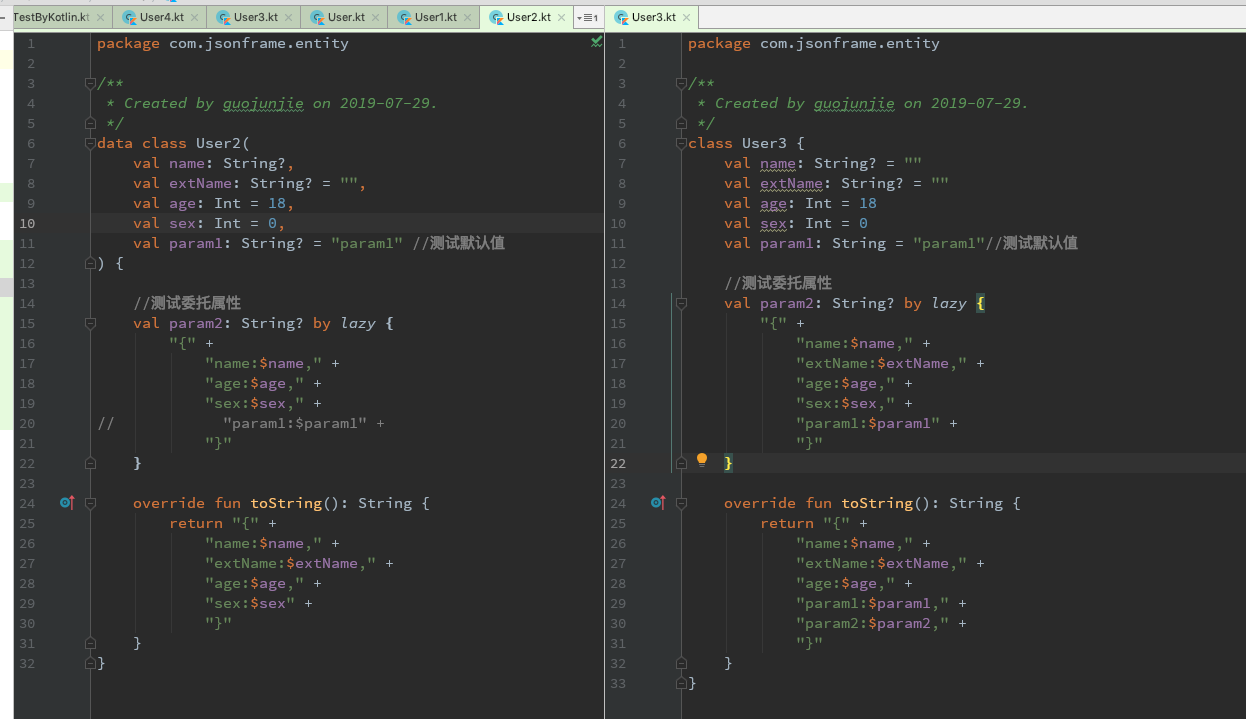 TestByKotlin.kt
User4.kt
User3.kt
User.kt
User1.kt
User2.kt
1
User3.kt
1 package com.jsonframe.entity
2
3 /**
4 * Created by guojunjie on 2019-07-29.
5 */
6 data class User2(
7 val name: String?,
8 val extName: String? = "",
9 val age: Int = 18,
10 val sex: Int = 0,
11 val param1: String? = "param1" //测试默认值
12 ) {
13
14 //测试委托属性
15 val param2: String? by lazy {
16 "{" +
17 "name:$name," +
18 "age:$age," +
19 "sex:$sex," +
20 // "param1:$param1" +
21 "}"
22 }
23
24 override fun toString(): String {
25 return "{" +
26 "name:$name," +
27 "extName:$extName," +
28 "age:$age," +
29 "sex:$sex" +
30 "}"
31 }
32 }
1 package com.jsonframe.entity
2
3 /**
4 * Created by guojunjie on 2019-07-29.
5 */
6 class User3 {
7 val name: String? = ""
8 val extName: String? = ""
9 val age: Int = 18
10 val sex: Int = 0
11 val param1: String = "param1"//测试默认值
12
13 //测试委托属性
14 val param2: String? by lazy {
15 "{" +
16 "name:$name," +
17 "extName:$extName," +
18 "age:$age," +
19 "sex:$sex," +
20 "param1:$param1" +
21 "}"
22 }
23
24 override fun toString(): String {
25 return "{" +
26 "name:$name," +
27 "extName:$extName," +
28 "age:$age," +
29 "param1:$param1," +
30 "param2:$param2," +
31 "}"
32 }
33 }